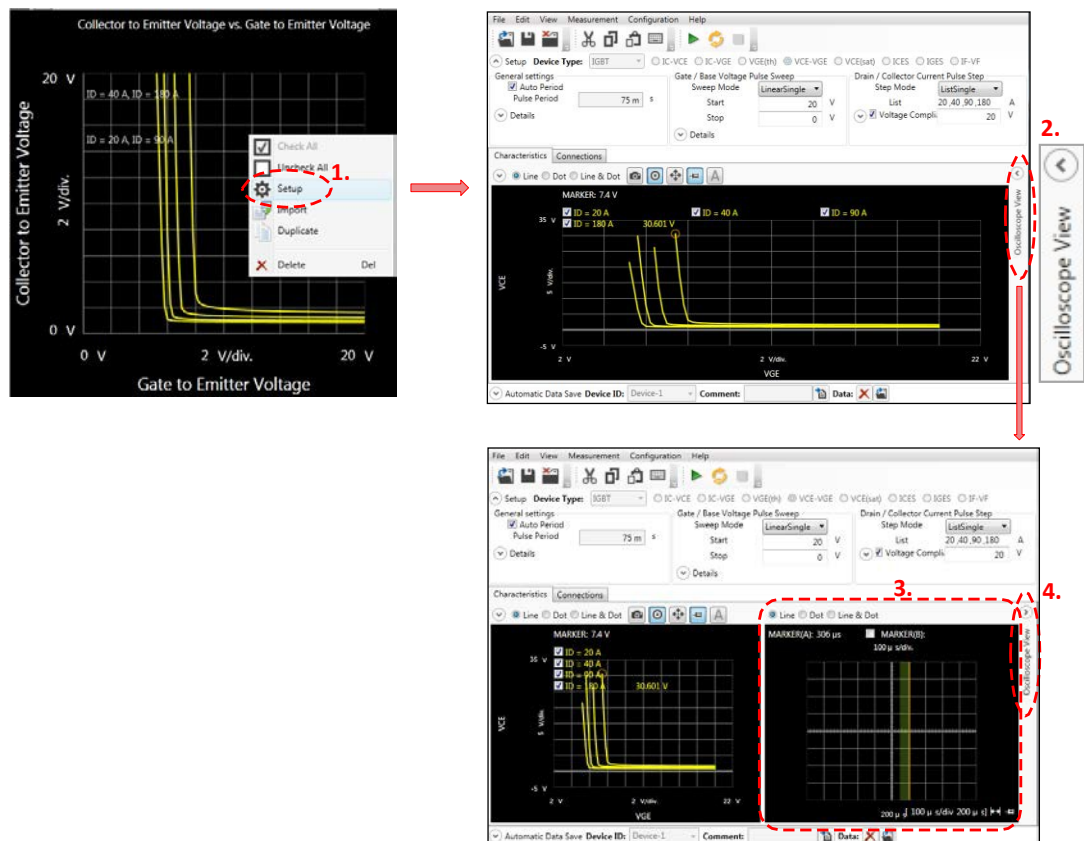 Collector to Emitter Voltage vs. Gate to Emitter Voltage
20 V
ID = 40 A, ID = 180 A
ID = 20 A, ID = 90 A
Collector to Emitter Voltage
2 V/div.
0 V
0 V 2 V/div. 20 V
Gate to Emitter Voltage
Check All
Uncheck All
1.
Setup
Import
Duplicate
Delete Del
File Edit View Measurement Configuration Help
Setup Device Type: IGBT IC-VCE IC-VGE VGE(th) VCE-VGE VCE(sat) ICES IGES IF-VF
General settings Gate / Base Voltage Pulse Sweep Drain / Collector Current Pulse Step
Auto Period Sweep Mode LinearSingle Step Mode ListSingle
Pulse Period 75 m s Start 20 V List 20 ,40 ,90 ,180 A
Details Stop 0 V Voltage Compli 20 V
Details
Characteristics Connections
Line Dot Line & Dot A
MARKER: 7.4 V
ID = 20 A ID = 40 A ID = 90 A
ID = 180 A 30.601 V
35 V
VCE
5 V/div.
-5 V
2 V 2 V/div. 22 V
VGE
Oscilloscope View
Automatic Data Save Device ID: Device-1 Comment: Data:
2.
Oscilloscope View
File Edit View Measurement Configuration Help
Setup Device Type: IGBT IC-VCE IC-VGE VGE(th) VCE-VGE VCE(sat) ICES IGES IF-VF
General settings Gate / Base Voltage Pulse Sweep Drain / Collector Current Pulse Step
Auto Period Sweep Mode LinearSingle Step Mode ListSingle
Pulse Period 75 m s Start 20 V List 20 ,40 ,90 ,180 A
Details Stop 0 V Voltage Compli 20 V
Details
Characteristics Connections
3.
4.
Line Dot Line & Dot A
MARKER: 7.4 V
ID = 20 A
ID = 40 A
ID = 90 A
ID = 180 A 30.601 V
35 V
VCE
5 V/div.
-5 V
2 V 2 V/div. 22 V
VGE
Line Dot Line & Dot
MARKER(A): 306 µs MARKER(B):
100 µ s/div.
200 µ s [ 100 µ s/div 200 µ s]
Oscilloscope View
Automatic Data Save Device ID: Device-1 Comment: Data: